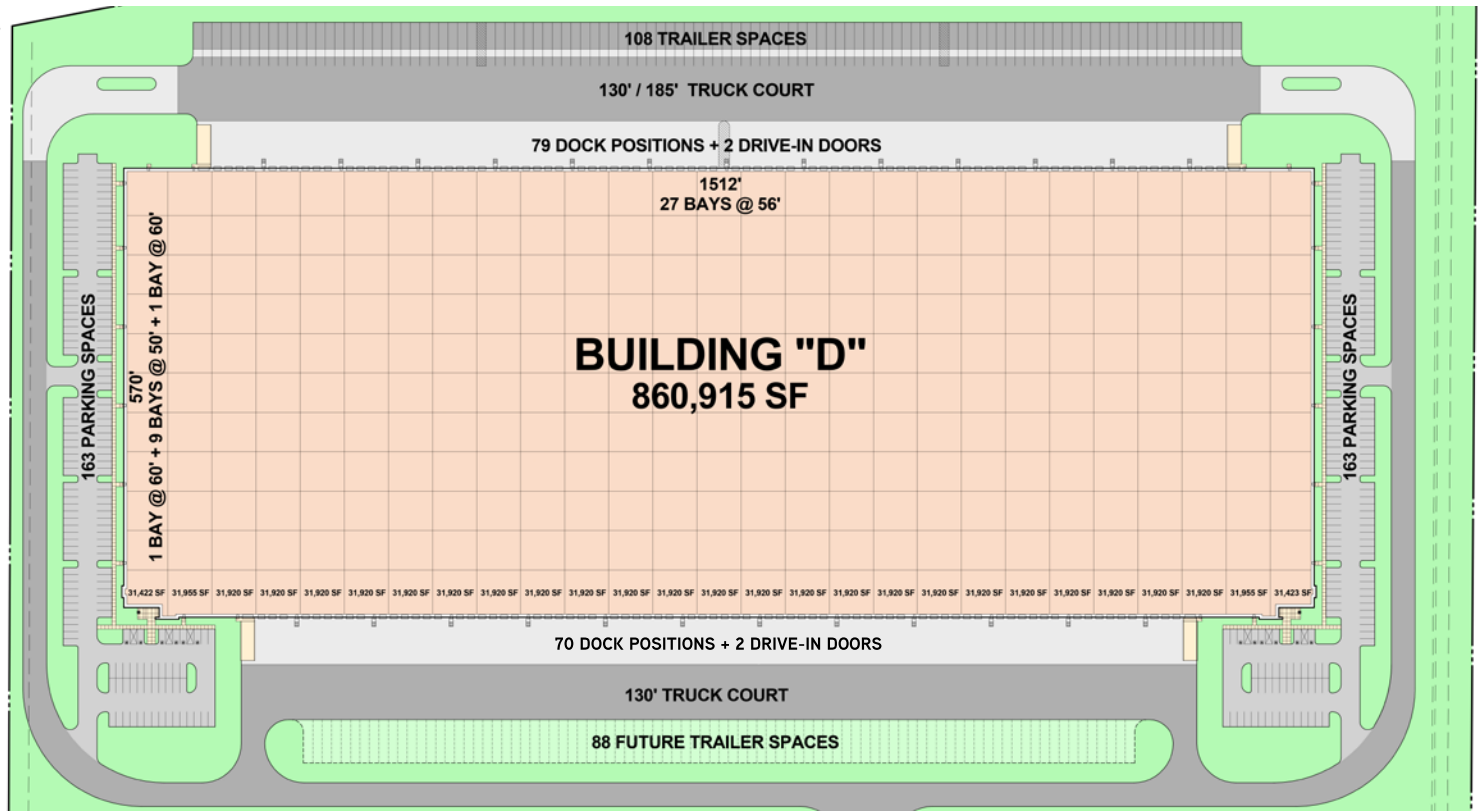 108 TRAILER SPACES
130' / 185' TRUCK COURT
79 DOCK POSITIONS + 2 DRIVE-IN DOORS
1512'
27 BAYS @ 56'
163 PARKING SPACES
570'
1 BAY @ 60' + 9 BAYS @ 50' + 1 BAY @ 60'
BUILDING "D"
860,915 SF
163 PARKING SPACES
31,422 SF 31,955 SF 31,920 SF 31,920 SF 31,920 SF 31,920 SF 31,920 SF 31,920 SF 31,920 SF 31,920 SF 31,920 SF 31,920 SF 31,920 SF 31,920 SF 31,920 SF 31,920 SF 31,920 SF 31,920 SF 31,920 SF 31,920 SF 31,920 SF 31,920 SF 31,920 SF 31,920 SF 31,920 SF 31,955 SF 31,423 SF
70 DOCK POSITIONS + 2 DRIVE-IN DOORS
130' TRUCK COURT
88 FUTURE TRAILER SPACES